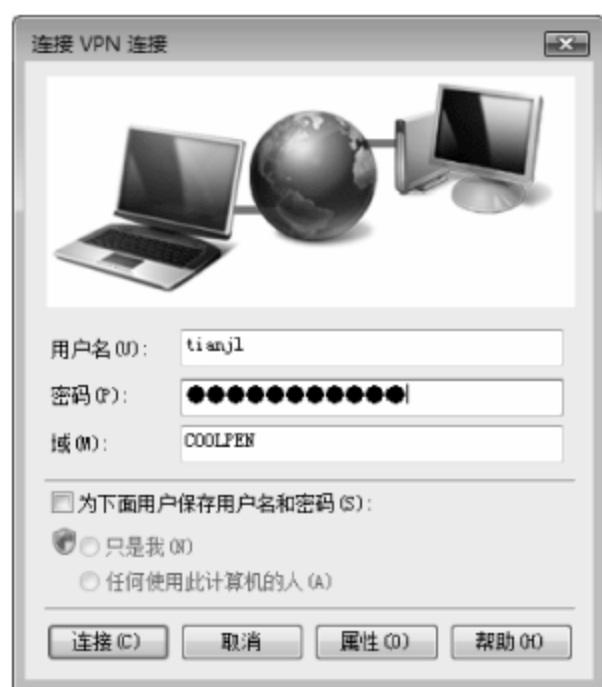 连接 VPN 连接
用户名(U): tianjl
密码(P): ●●●●●●●●●●●
域(M): COOLPEN
为下面用户保存用户名和密码(S):
只是我(N)
任何使用此计算机的人(A)
连接(C) 取消 属性(O) 帮助(H)